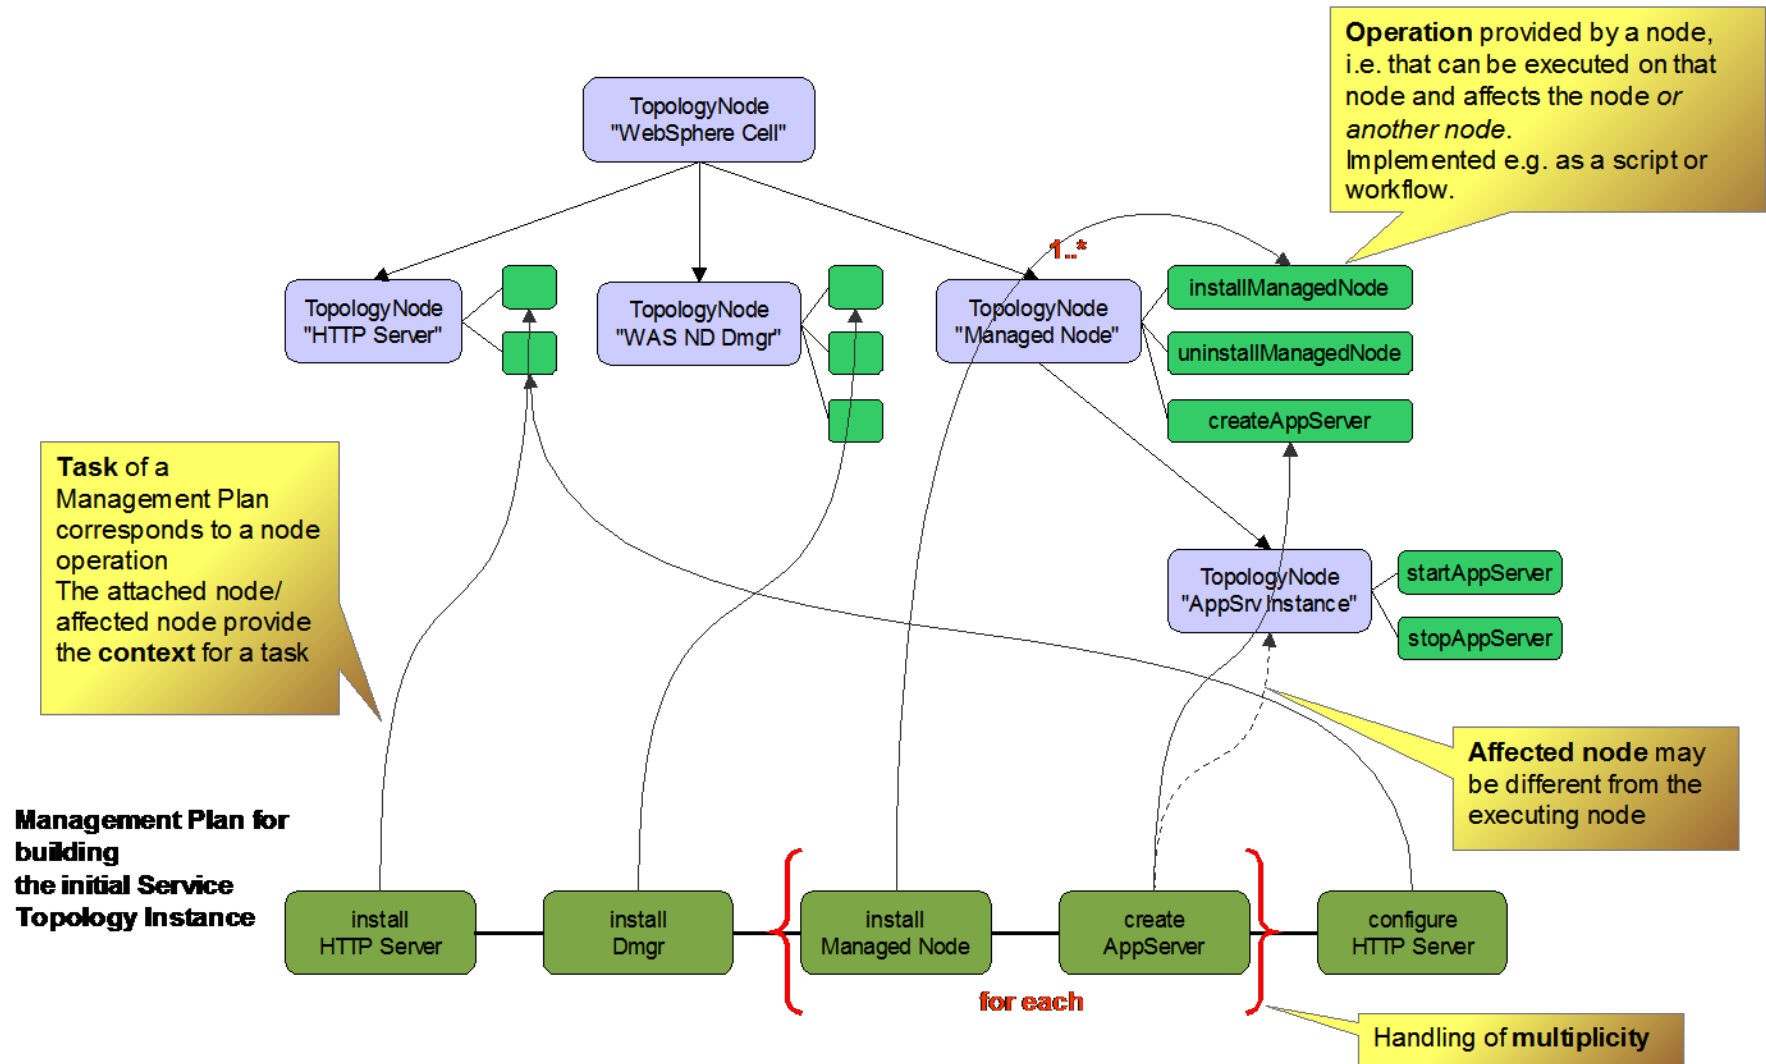 Operation provided by a node,
i.e. that can be executed on that
node and affects the node or
another node.
Implemented e.g. as a script or
workflow.
TopologyNode
"WebSphere Cell"
1..*
TopologyNode
"HTTP Server"
TopologyNode
"WAS ND Dmgr"
TopologyNode
"Managed Node"
installManagedNode
uninstallManagedNode
createAppServer
Task of a
Management Plan
corresponds to a node
operation
The attached node/
affected node provide
the context for a task
TopologyNode
"AppSrv Instance"
startAppServer
stopAppServer
Affected node may
be different from the
executing node
Management Plan for
building
the initial Service
Topology Instance
install
HTTP Server
install
Dmgr
install
Managed Node
create
AppServer
configure
HTTP Server
for each
Handling of multiplicity